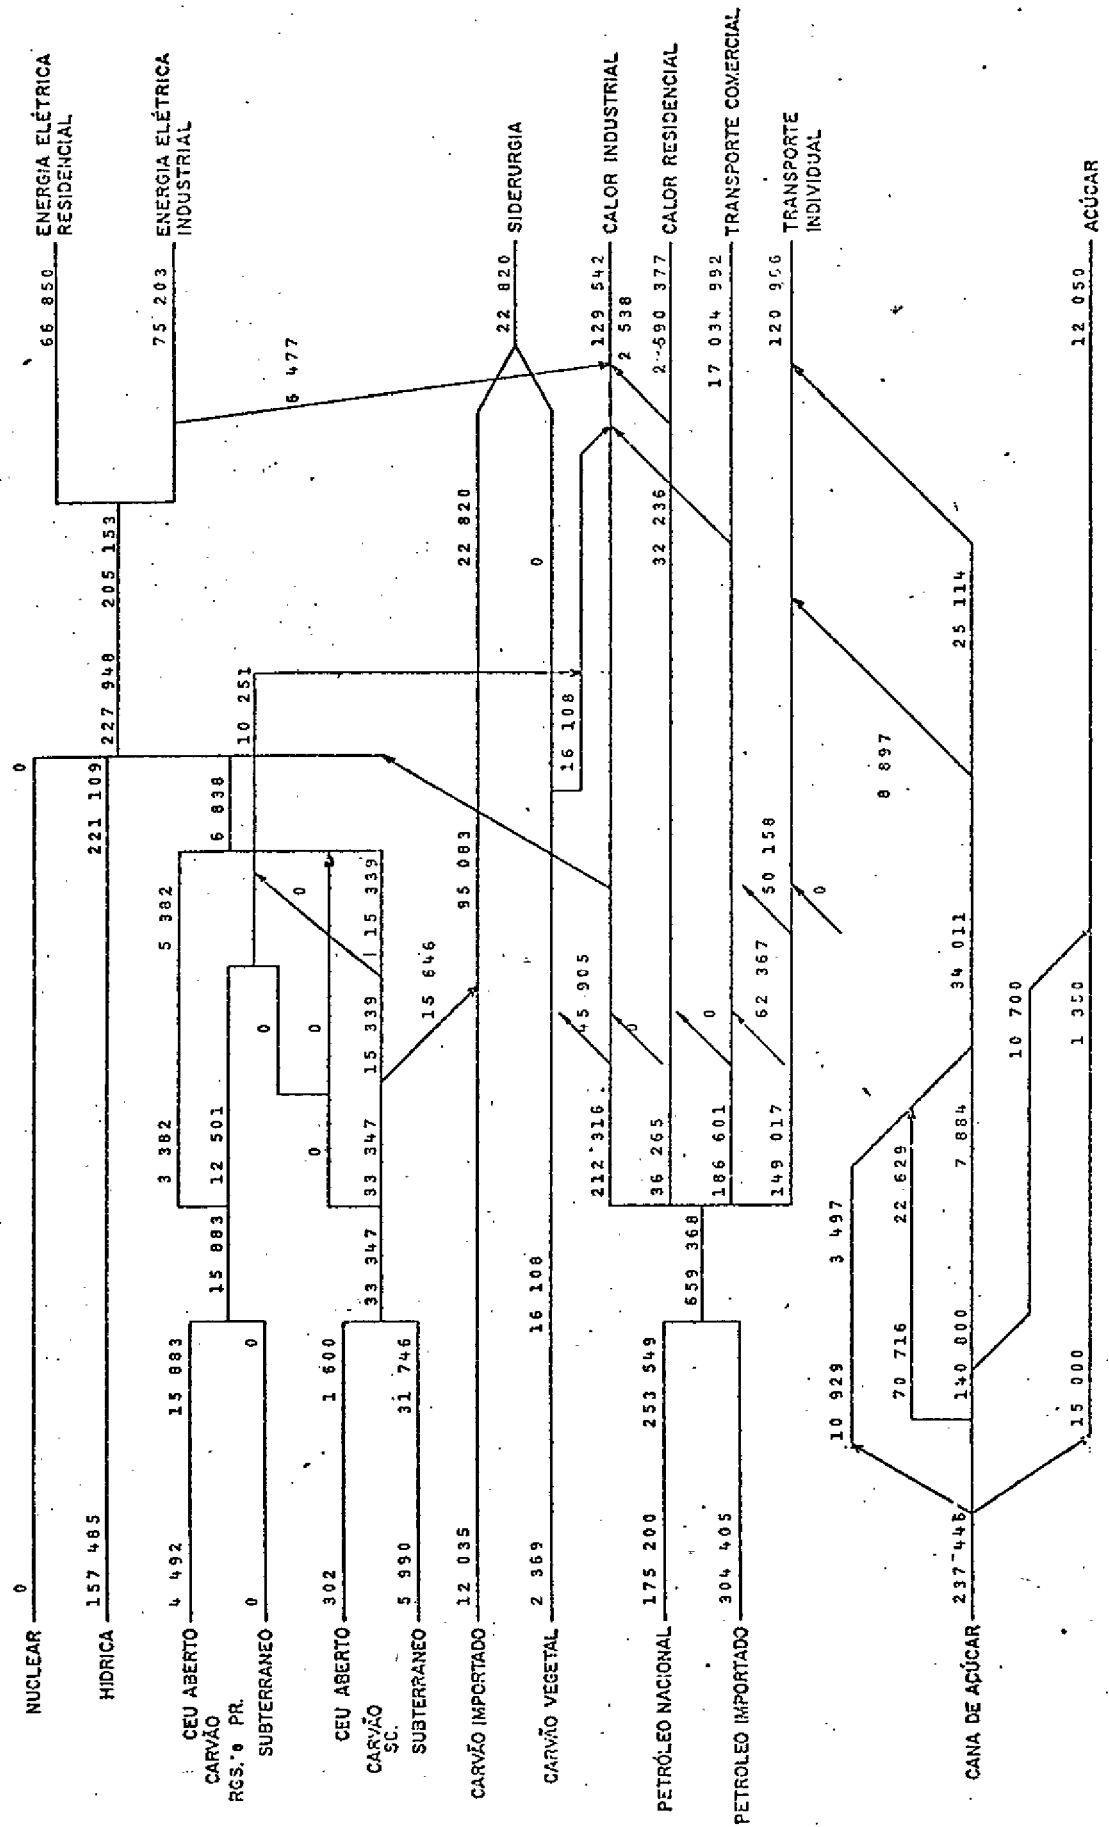 NUCLEAR
0
0
HIDRICA
157 485
221 109
227 948
205 153
66 850
ENERGIA ELÉTRICA
RESIDENCIAL
75 203
ENERGIA ELÉTRICA
INDUSTRIAL
6 477
CEU ABERTO
CARVÃO
RGS. e PR.
SUBTERRANEO
4 492
15 883
0
0
15 883
3 382
5 382
12 501
6 838
10 251
0
CEU ABERTO
CARVÃO
SC.
SUBTERRANEO
302
1 600
5 990
31 746
33 347
33 347
0
0
0
15 339
15 339
15 646
CARVÃO IMPORTADO
12 035
95 083
22 820
22 820
SIDERURGIA
CARVÃO VEGETAL
2 369
16 108
16 108
0
PETRÓLEO NACIONAL
175 200
253 549
PETROLEO IMPORTADO
304 405
659 368
212 316
45 905
129 542
2 538
CALOR INDUSTRIAL
36 265
0
32 236
377
CALOR RESIDENCIAL
186 601
0
17 034 992
TRANSPORTE COMERCIAL
149 017
62 367
50 158
0
120
TRANSPORTE
INDIVIDUAL
8 897
CANA DE AÇÚCAR
237 446
10 929
3 497
70 716
22 629
140 000
7 884
34 011
25 114
10 700
15 000
1 350
12 050
AÇÚCAR